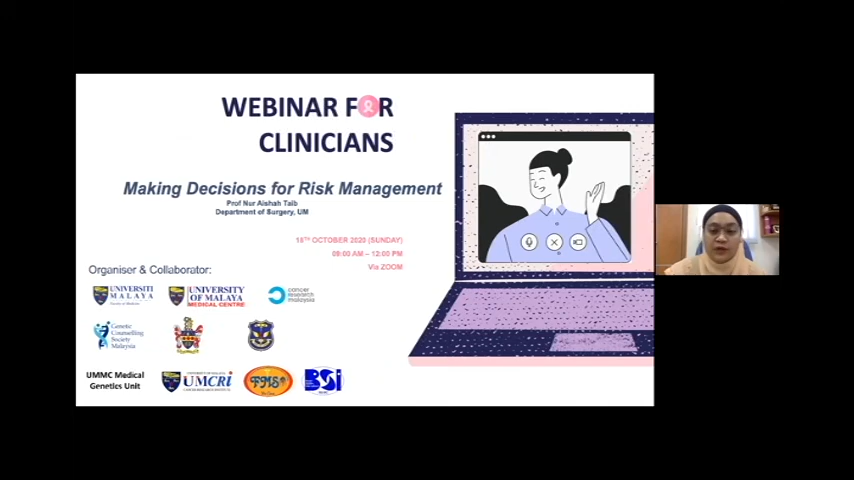 WEBINAR FOR
CLINICIANS
Making Decisions for Risk Management
Prof Nur Aishah Taib
Department of Surgery, UM
18TH OCTOBER 2020 (SUNDAY)
09:00 AM – 12:00 PM
Via ZOOM
Organiser & Collaborator:
UNIVERSITI
MALAYA
UNIVERSITY
OF MALAYA
MEDICAL CENTRE
cancer
research
malaysia
Genetic
Counselling
Society
Malaysia
UMMC Medical
Genetics Unit
UMCRi
FMS
BSi